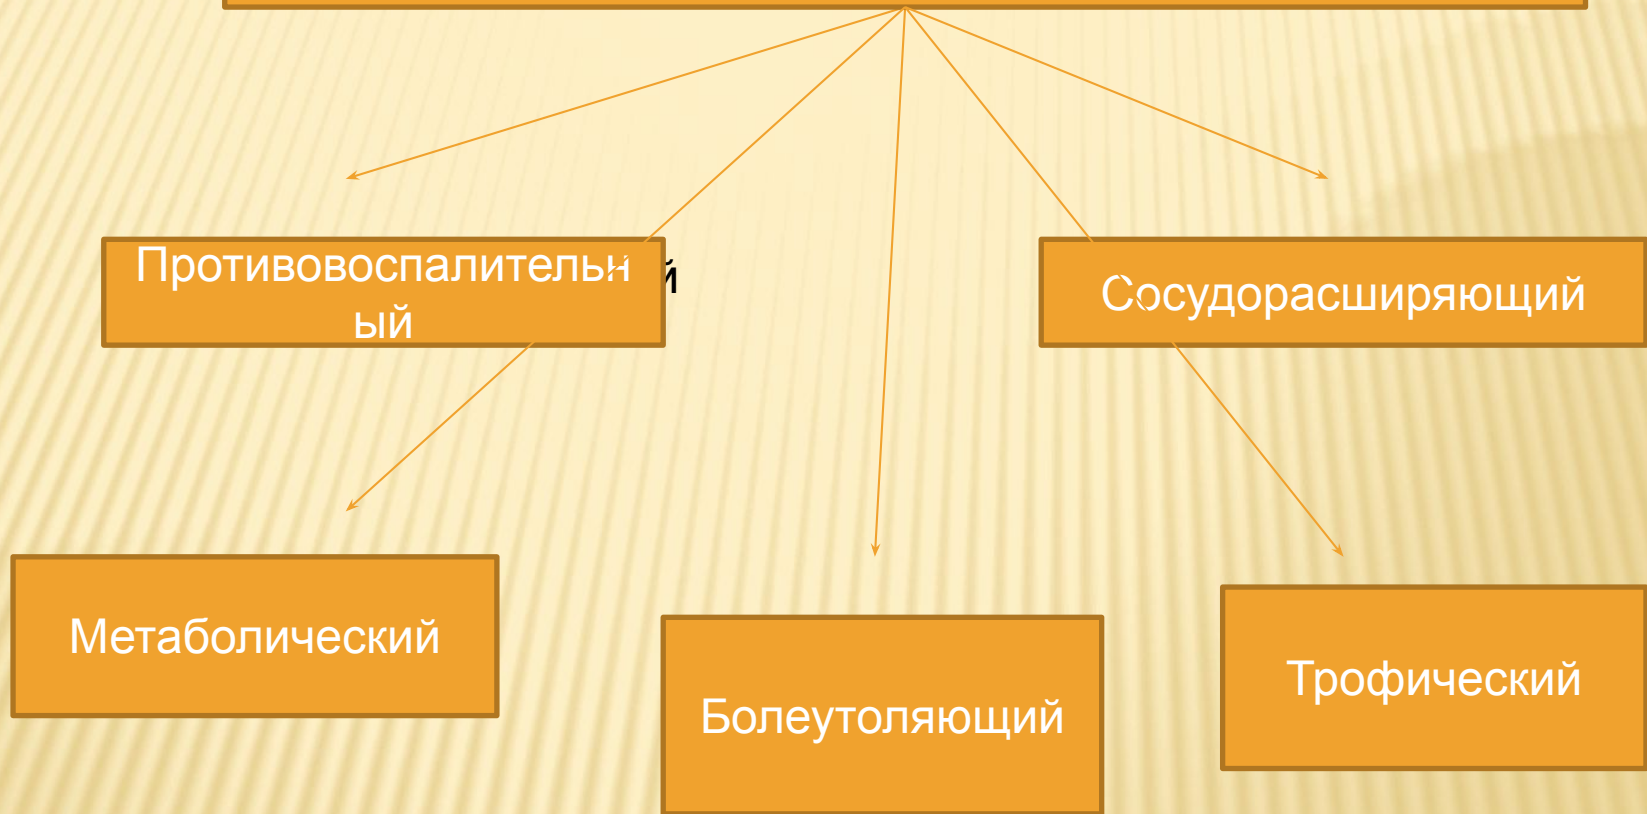 Противовоспалительн
ый
й
Сосудорасширяющий
Метаболический
Болеутоляющий
Трофический